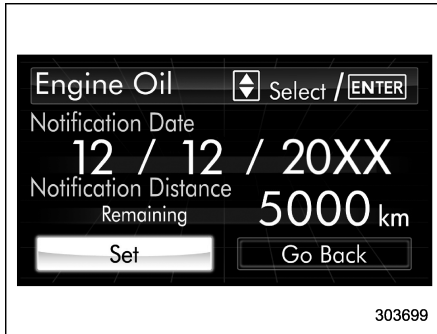 Engine Oil Select / ENTER
Notification Date
12 / 12 / 20XX
Notification Distance
Remaining 5000 km
Set Go Back
303699